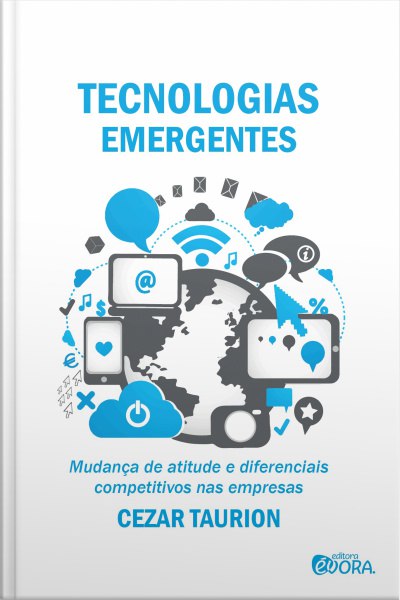 TECNOLOGIAS
EMERGENTES
i
@
$
%
€
Mudança de atitude e diferenciais
competitivos nas empresas
CEZAR TAURION
editora
ÉVORA.